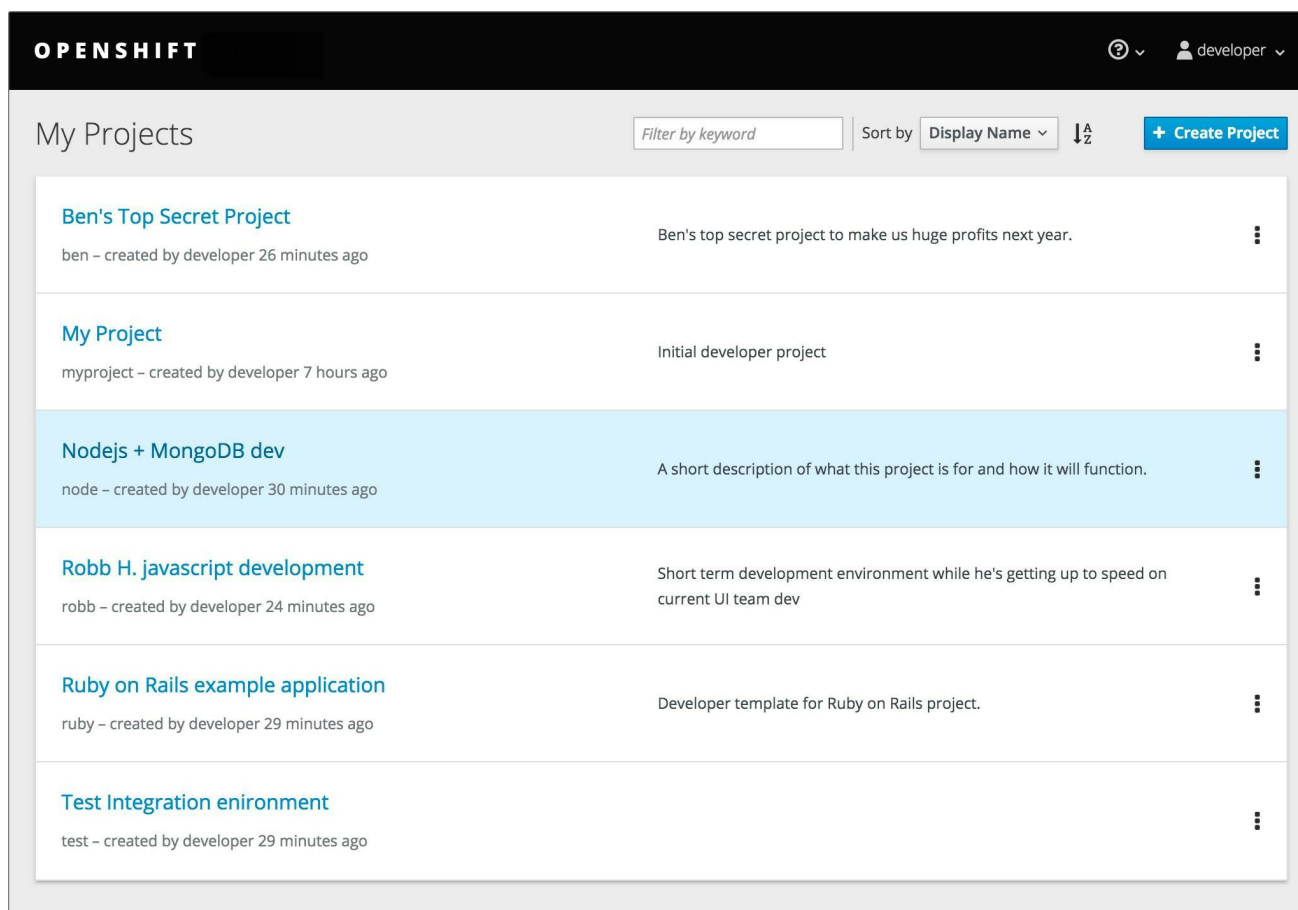 OPENSHIFT
developer
My Projects
Filter by keyword
Sort by
Display Name
A
Z
+ Create Project
Ben's Top Secret Project
ben – created by developer 26 minutes ago
Ben's top secret project to make us huge profits next year.
My Project
myproject – created by developer 7 hours ago
Initial developer project
Nodejs + MongoDB dev
node – created by developer 30 minutes ago
A short description of what this project is for and how it will function.
Robb H. javascript development
robb – created by developer 24 minutes ago
Short term development environment while he's getting up to speed on
current UI team dev
Ruby on Rails example application
ruby – created by developer 29 minutes ago
Developer template for Ruby on Rails project.
Test Integration enironment
test – created by developer 29 minutes ago